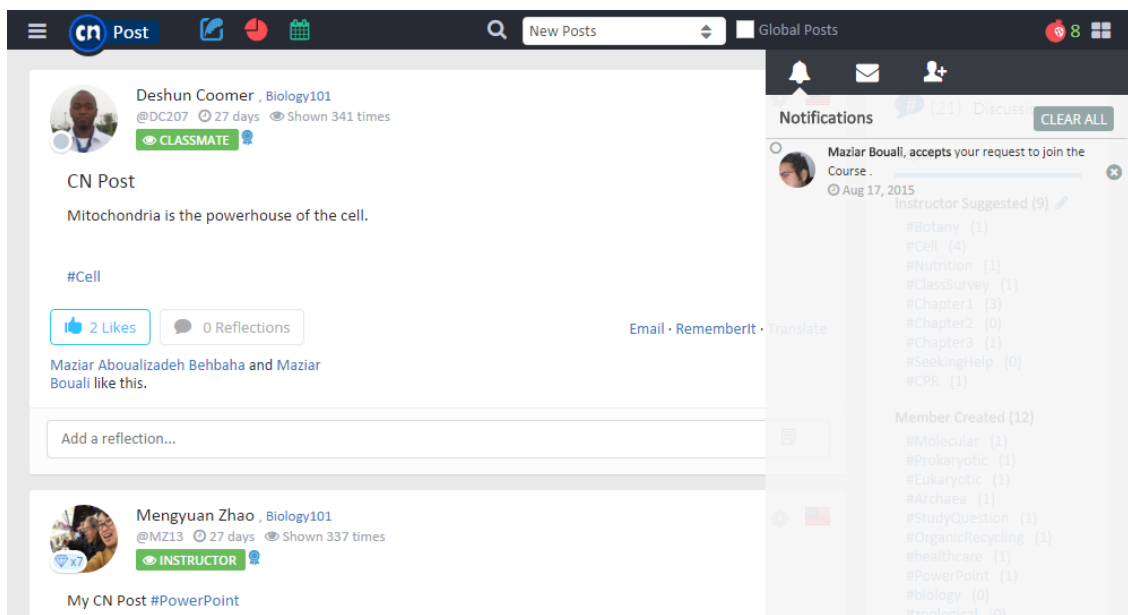 cn Post
New Posts
Global Posts
8
Deshun Coomer , Biology101
@DC207 27 days Shown 341 times
CLASSMATE
CN Post
Mitochondria is the powerhouse of the cell.
#Cell
2 Likes
0 Reflections
Email · RememberIt · Translate
Maziar Aboualizadeh Behbaha and Maziar
Bouali like this.
Add a reflection...
Mengyuan Zhao , Biology101
@MZ13 27 days Shown 337 times
x7
INSTRUCTOR
My CN Post #PowerPoint
Notifications
# (21) Discussi
CLEAR ALL
Maziar Bouali, accepts your request to join the
Course .
Aug 17, 2015
Instructor Suggested (9)
#Botany (1)
#Cell (4)
#Nutrition (1)
#ClassSurvey (1)
#Chapter1 (3)
#Chapter2 (0)
#Chapter3 (1)
#SeekingHelp (0)
#CPR (1)
Member Created (12)
#Molecular (1)
#Prokaryotic (1)
#Eukaryotic (1)
#Archaea (1)
#StudyQuestion (1)
#OrganicRecycling (1)
#healthcare (1)
#PowerPoint (1)
#biology (0)
#zoological (0)